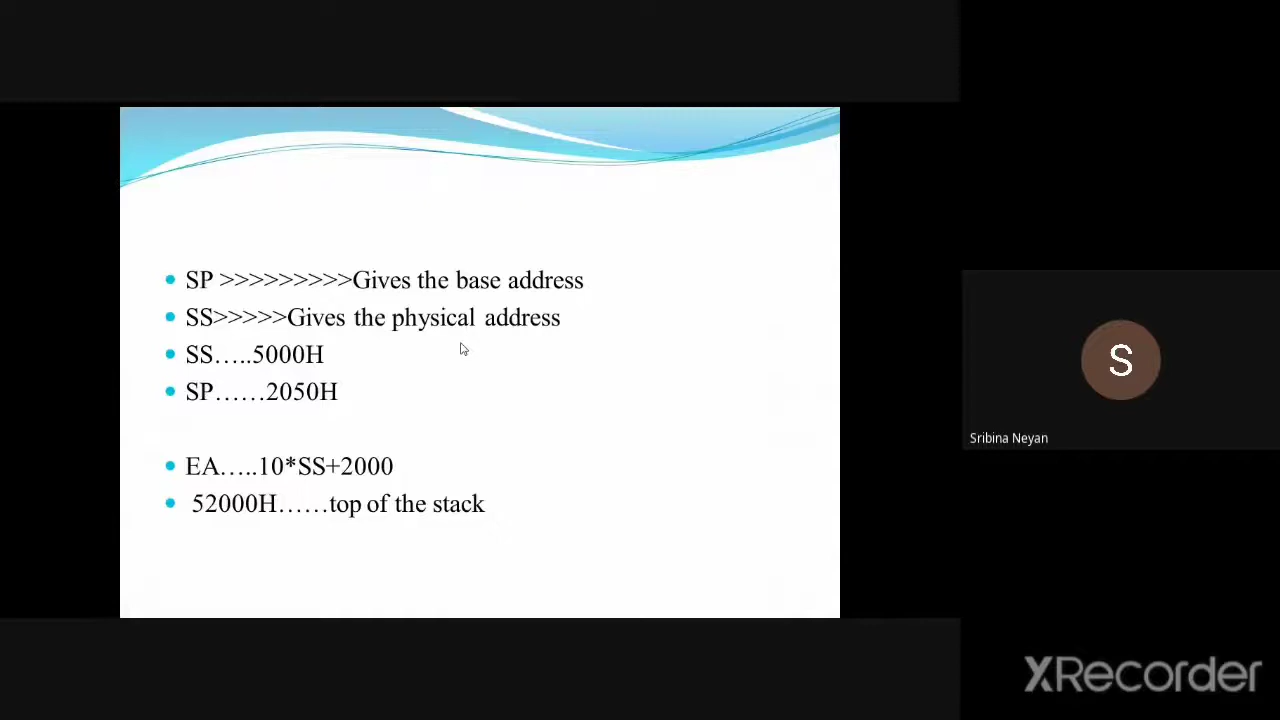 SP >>>>>>>>>Gives the base address
SS>>>>>Gives the physical address
SS…..5000H
SP……2050H
EA…..10*SS+2000
52000H……top of the stack
S
Sribina Neyan
XRecorder